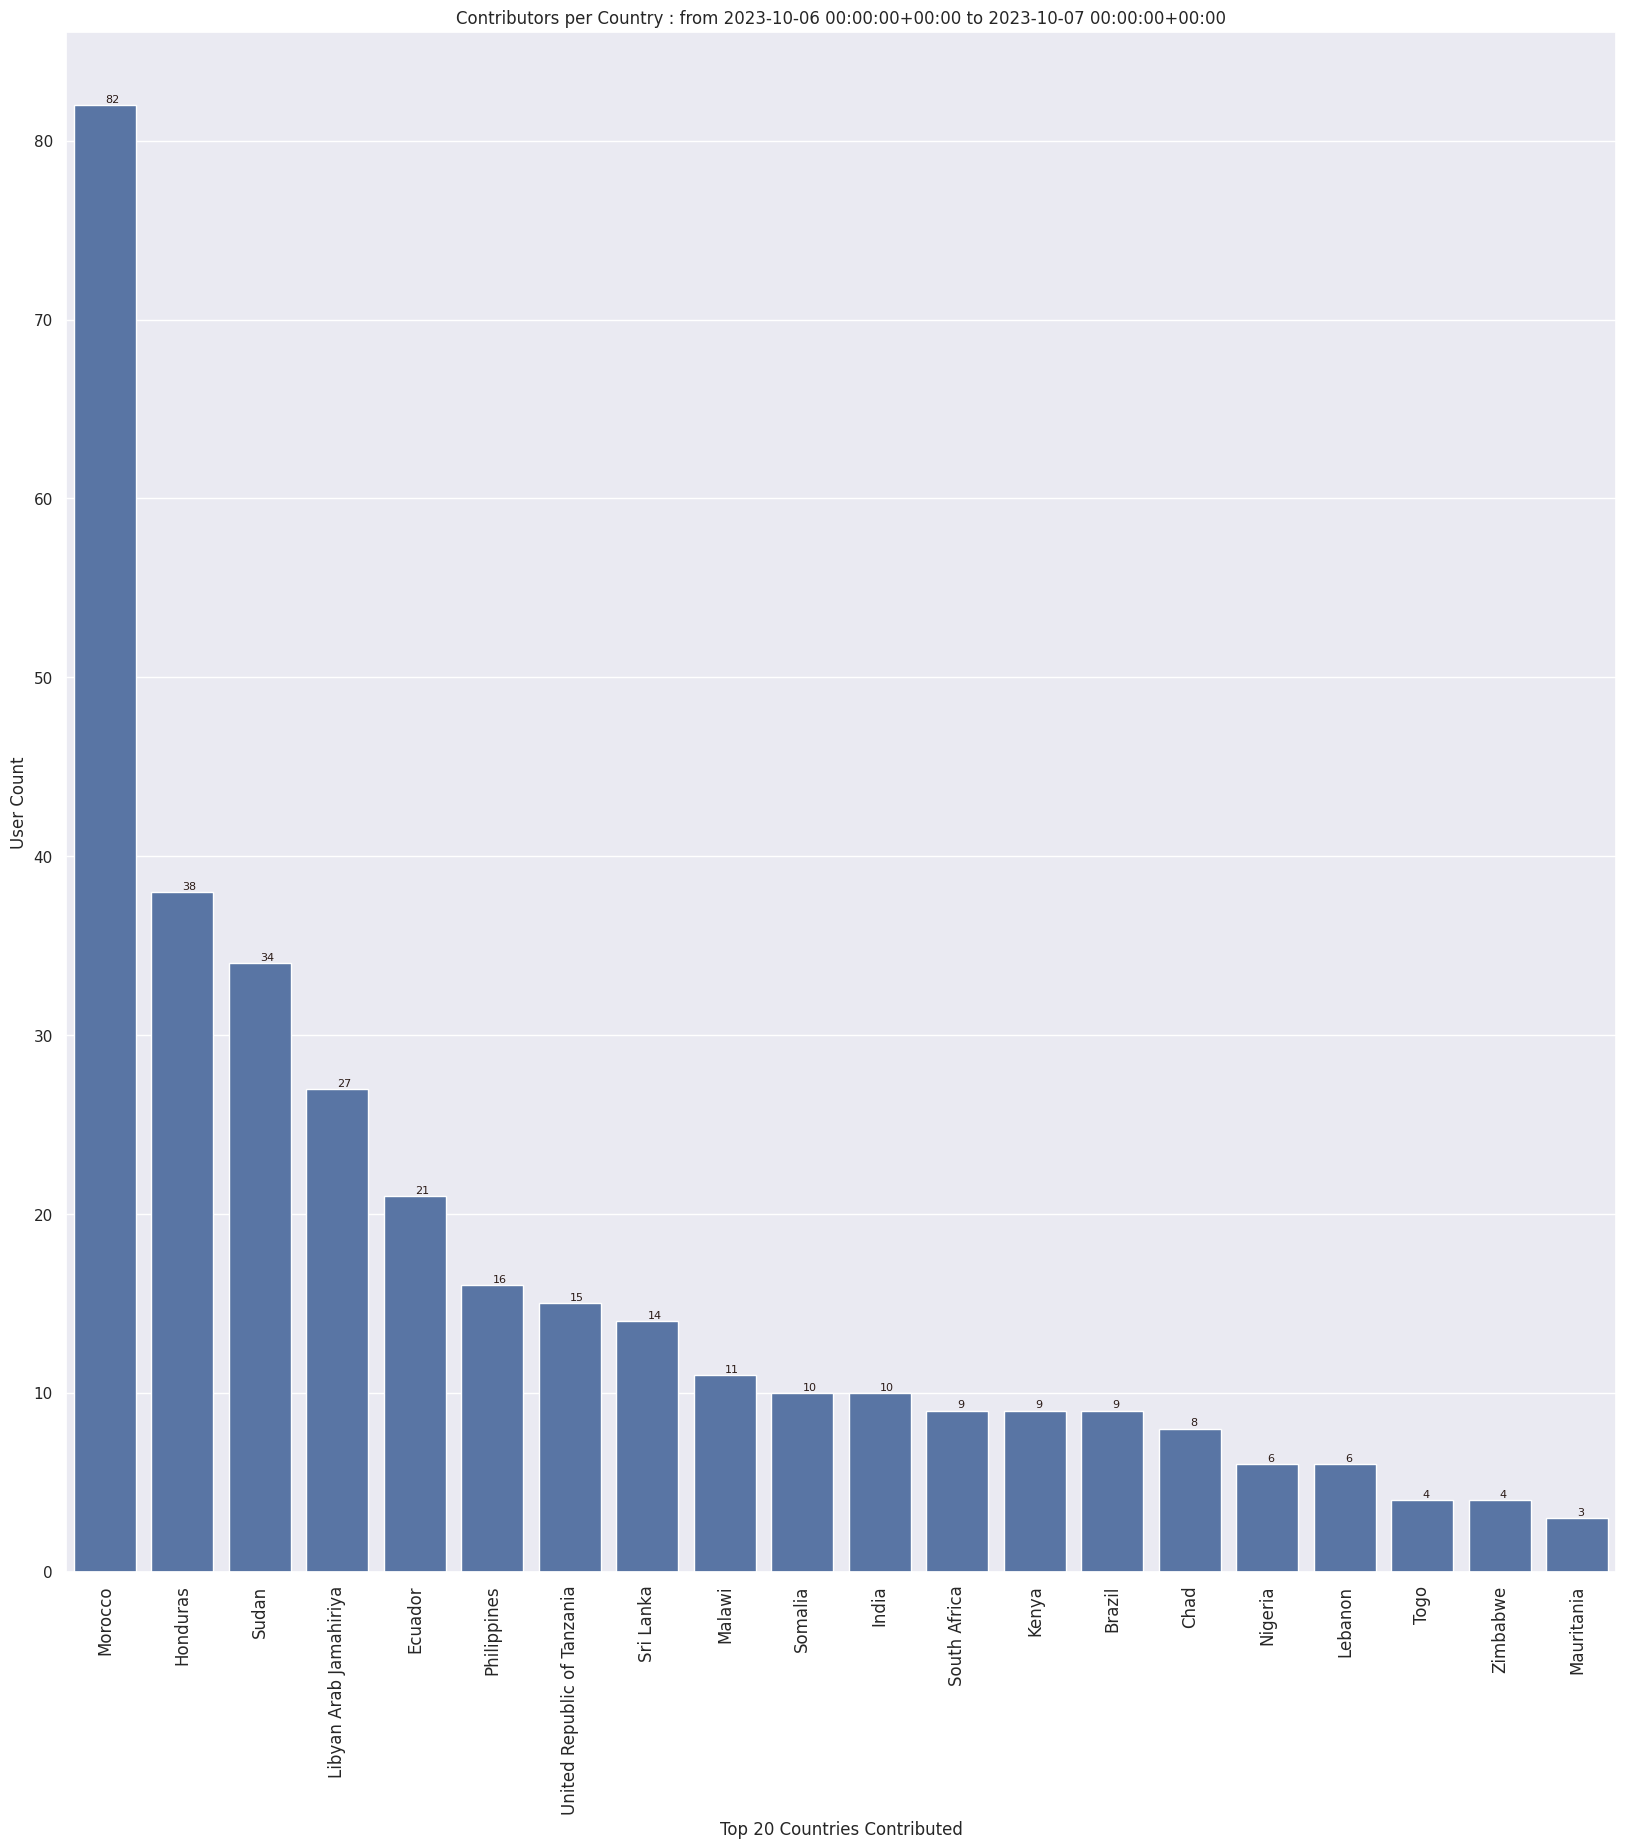 Contributors per Country : from 2023-10-06 00:00:00+00:00 to 2023-10-07 00:00:00+00:00
User Count
80
70
60
50
40
30
20
10
0
82
38
34
27
21
16
15
14
11
10
10
9
9
9
8
6
6
4
4
3
Morocco
Honduras
Sudan
Libyan Arab Jamahiriya
Ecuador
Philippines
United Republic of Tanzania
Sri Lanka
Malawi
Somalia
India
South Africa
Kenya
Brazil
Chad
Nigeria
Lebanon
Togo
Zimbabwe
Mauritania
Top 20 Countries Contributed